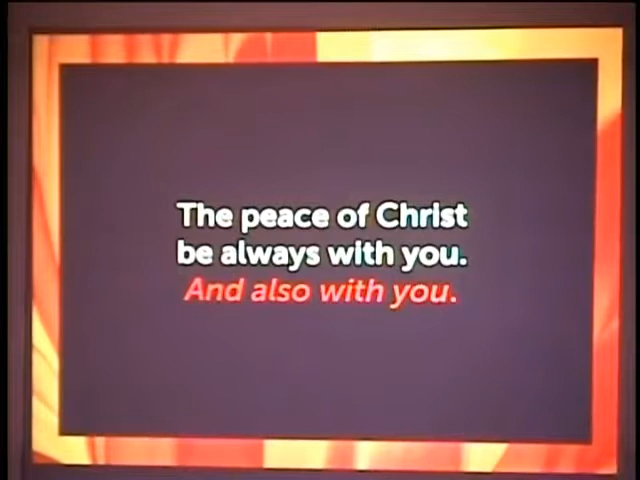 The peace of Christ
be always with you.
And also with you.